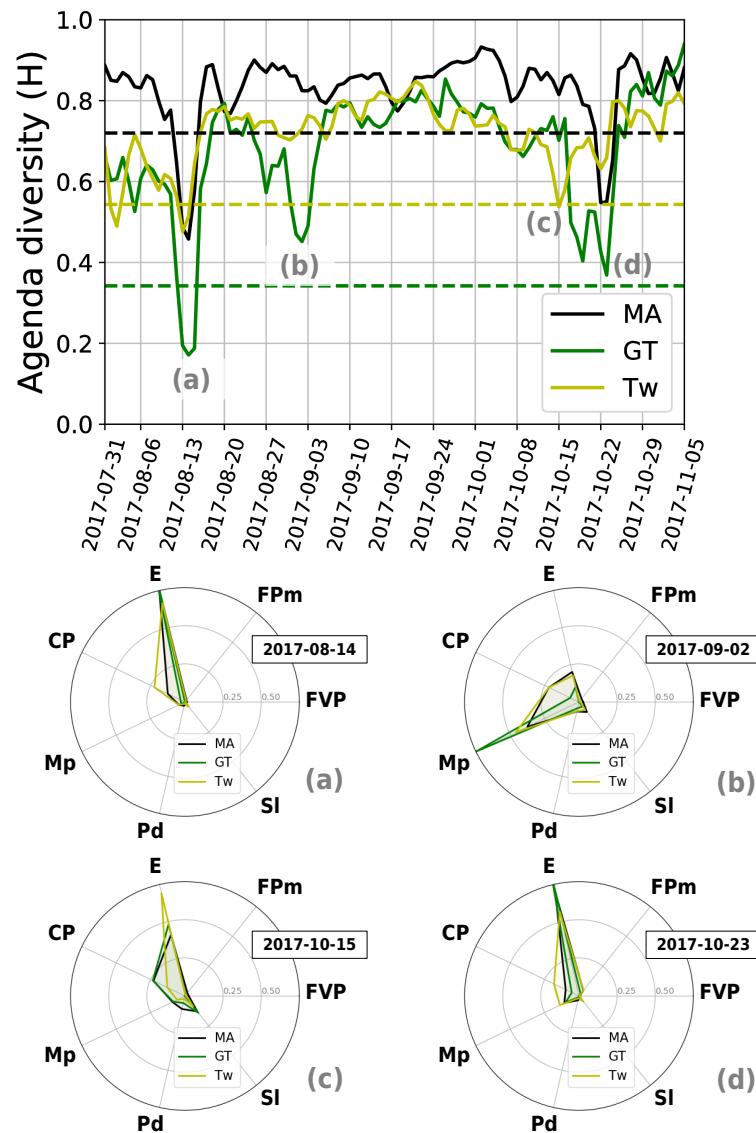 Agenda diversity (H)
1.0
0.8
0.6
0.4
0.2
0.0
(a)
(b)
(c)
(d)
MA
GT
Tw
2017-07-31
2017-08-06
2017-08-13
2017-08-20
2017-08-27
2017-09-03
2017-09-10
2017-09-17
2017-09-24
2017-10-01
2017-10-08
2017-10-15
2017-10-22
2017-10-29
2017-11-05
E
FPm
CP
2017-08-14
0.25
0.50
FVP
Mp
MA
GT
Tw
Pd
Sl
(a)
E
FPm
CP
2017-09-02
0.25
0.50
FVP
Mp
MA
GT
Tw
Pd
Sl
(b)
E
FPm
CP
2017-10-15
0.25
0.50
FVP
Mp
MA
GT
Tw
Pd
Sl
(c)
E
FPm
CP
2017-10-23
0.25
0.50
FVP
Mp
MA
GT
Tw
Pd
Sl
(d)